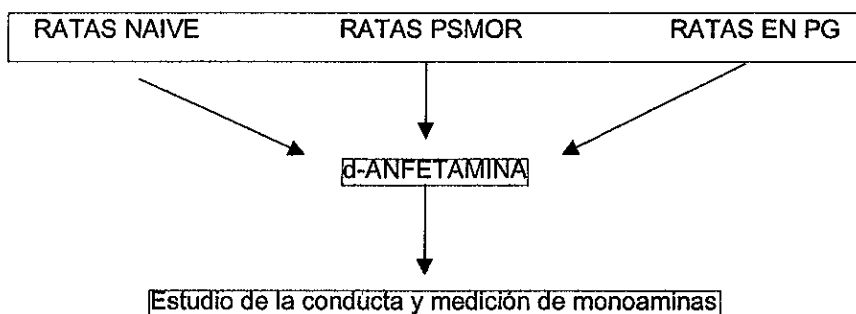 RATAS NAIVE RATAS PSMOR RATAS EN PG
d-ANFETAMINA
Estudio de la conducta y medición de monoaminas